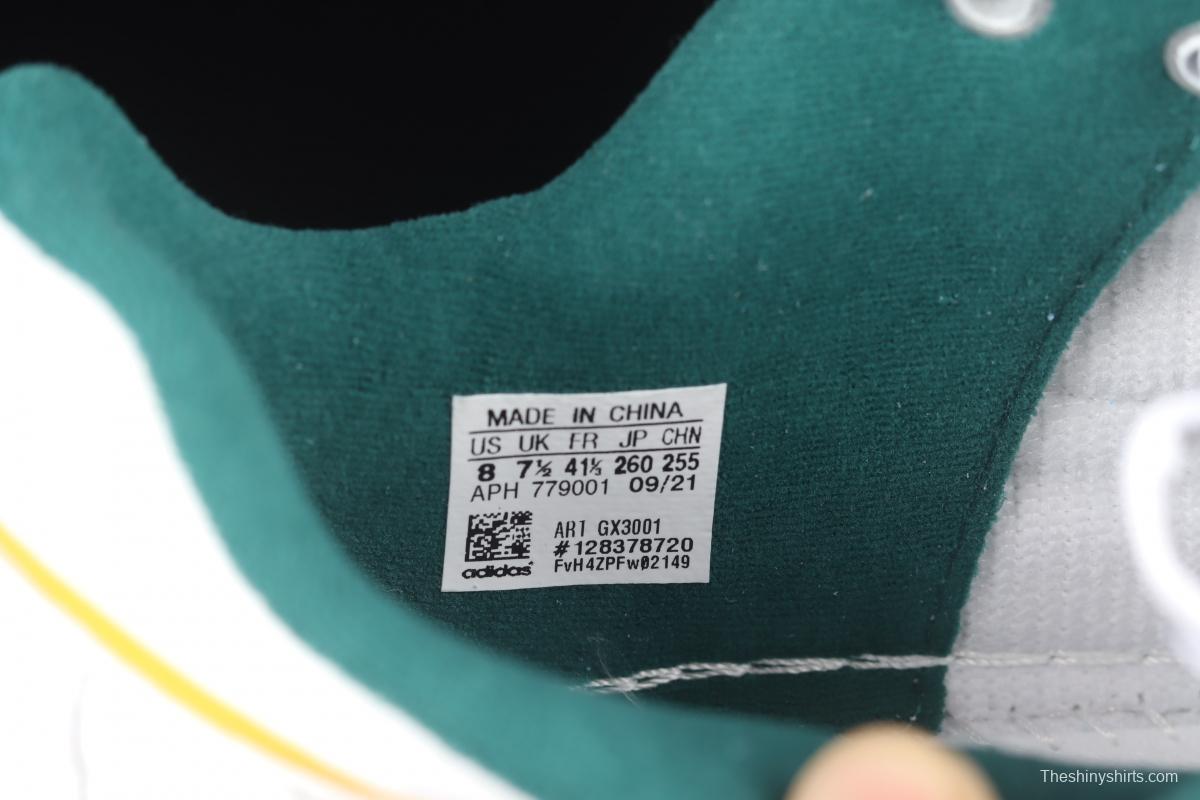 MADE IN CHINA
US UK FR JP CHN
8 7½ 41⅓ 260 255
APH 779001 09/21
ART GX3001
#128378720
FvH4ZPFw02149
adidas
Theshinyshirts.com